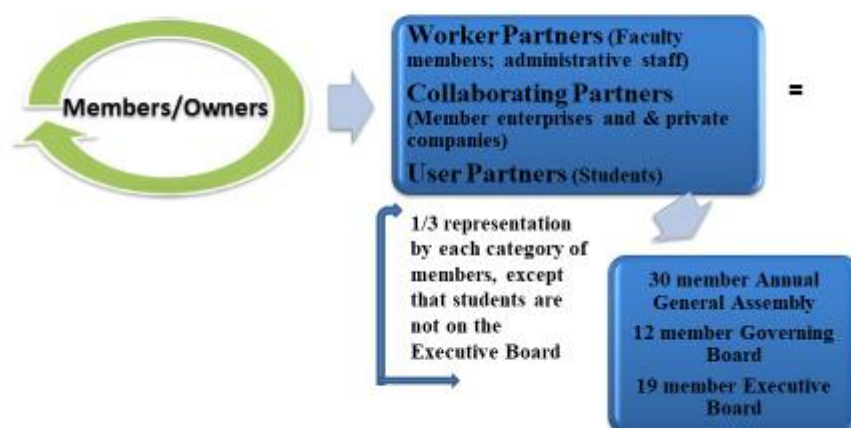 Members/Owners
Worker Partners (Faculty
members; administrative staff)
Collaborating Partners
(Member enterprises and & private
companies)
User Partners (Students)
=
1/3 representation
by each category of
members, except
that students are
not on the
Executive Board
30 member Annual
General Assembly
12 member Governing
Board
19 member Executive
Board